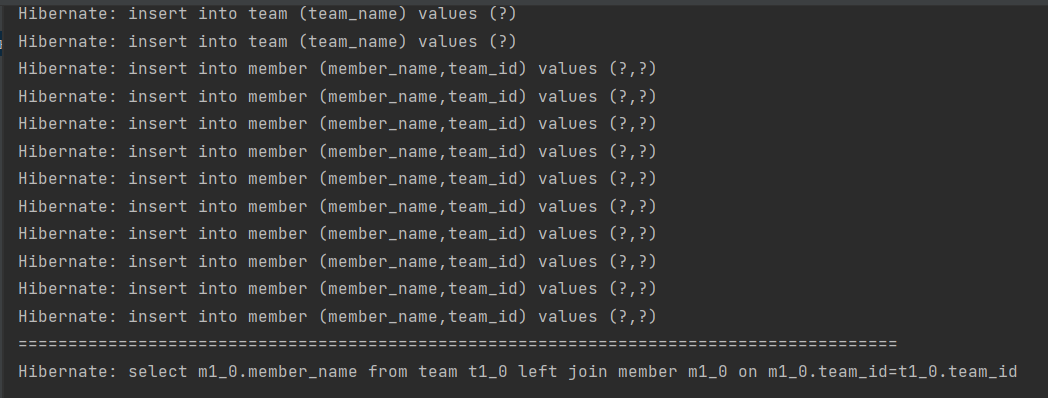 Hibernate: insert into team (team_name) values (?)
Hibernate: insert into team (team_name) values (?)
Hibernate: insert into member (member_name,team_id) values (?,?)
Hibernate: insert into member (member_name,team_id) values (?,?)
Hibernate: insert into member (member_name,team_id) values (?,?)
Hibernate: insert into member (member_name,team_id) values (?,?)
Hibernate: insert into member (member_name,team_id) values (?,?)
Hibernate: insert into member (member_name,team_id) values (?,?)
Hibernate: insert into member (member_name,team_id) values (?,?)
Hibernate: insert into member (member_name,team_id) values (?,?)
Hibernate: insert into member (member_name,team_id) values (?,?)
Hibernate: insert into member (member_name,team_id) values (?,?)
========================================================================================
Hibernate: select m1_0.member_name from team t1_0 left join member m1_0 on m1_0.team_id=t1_0.team_id